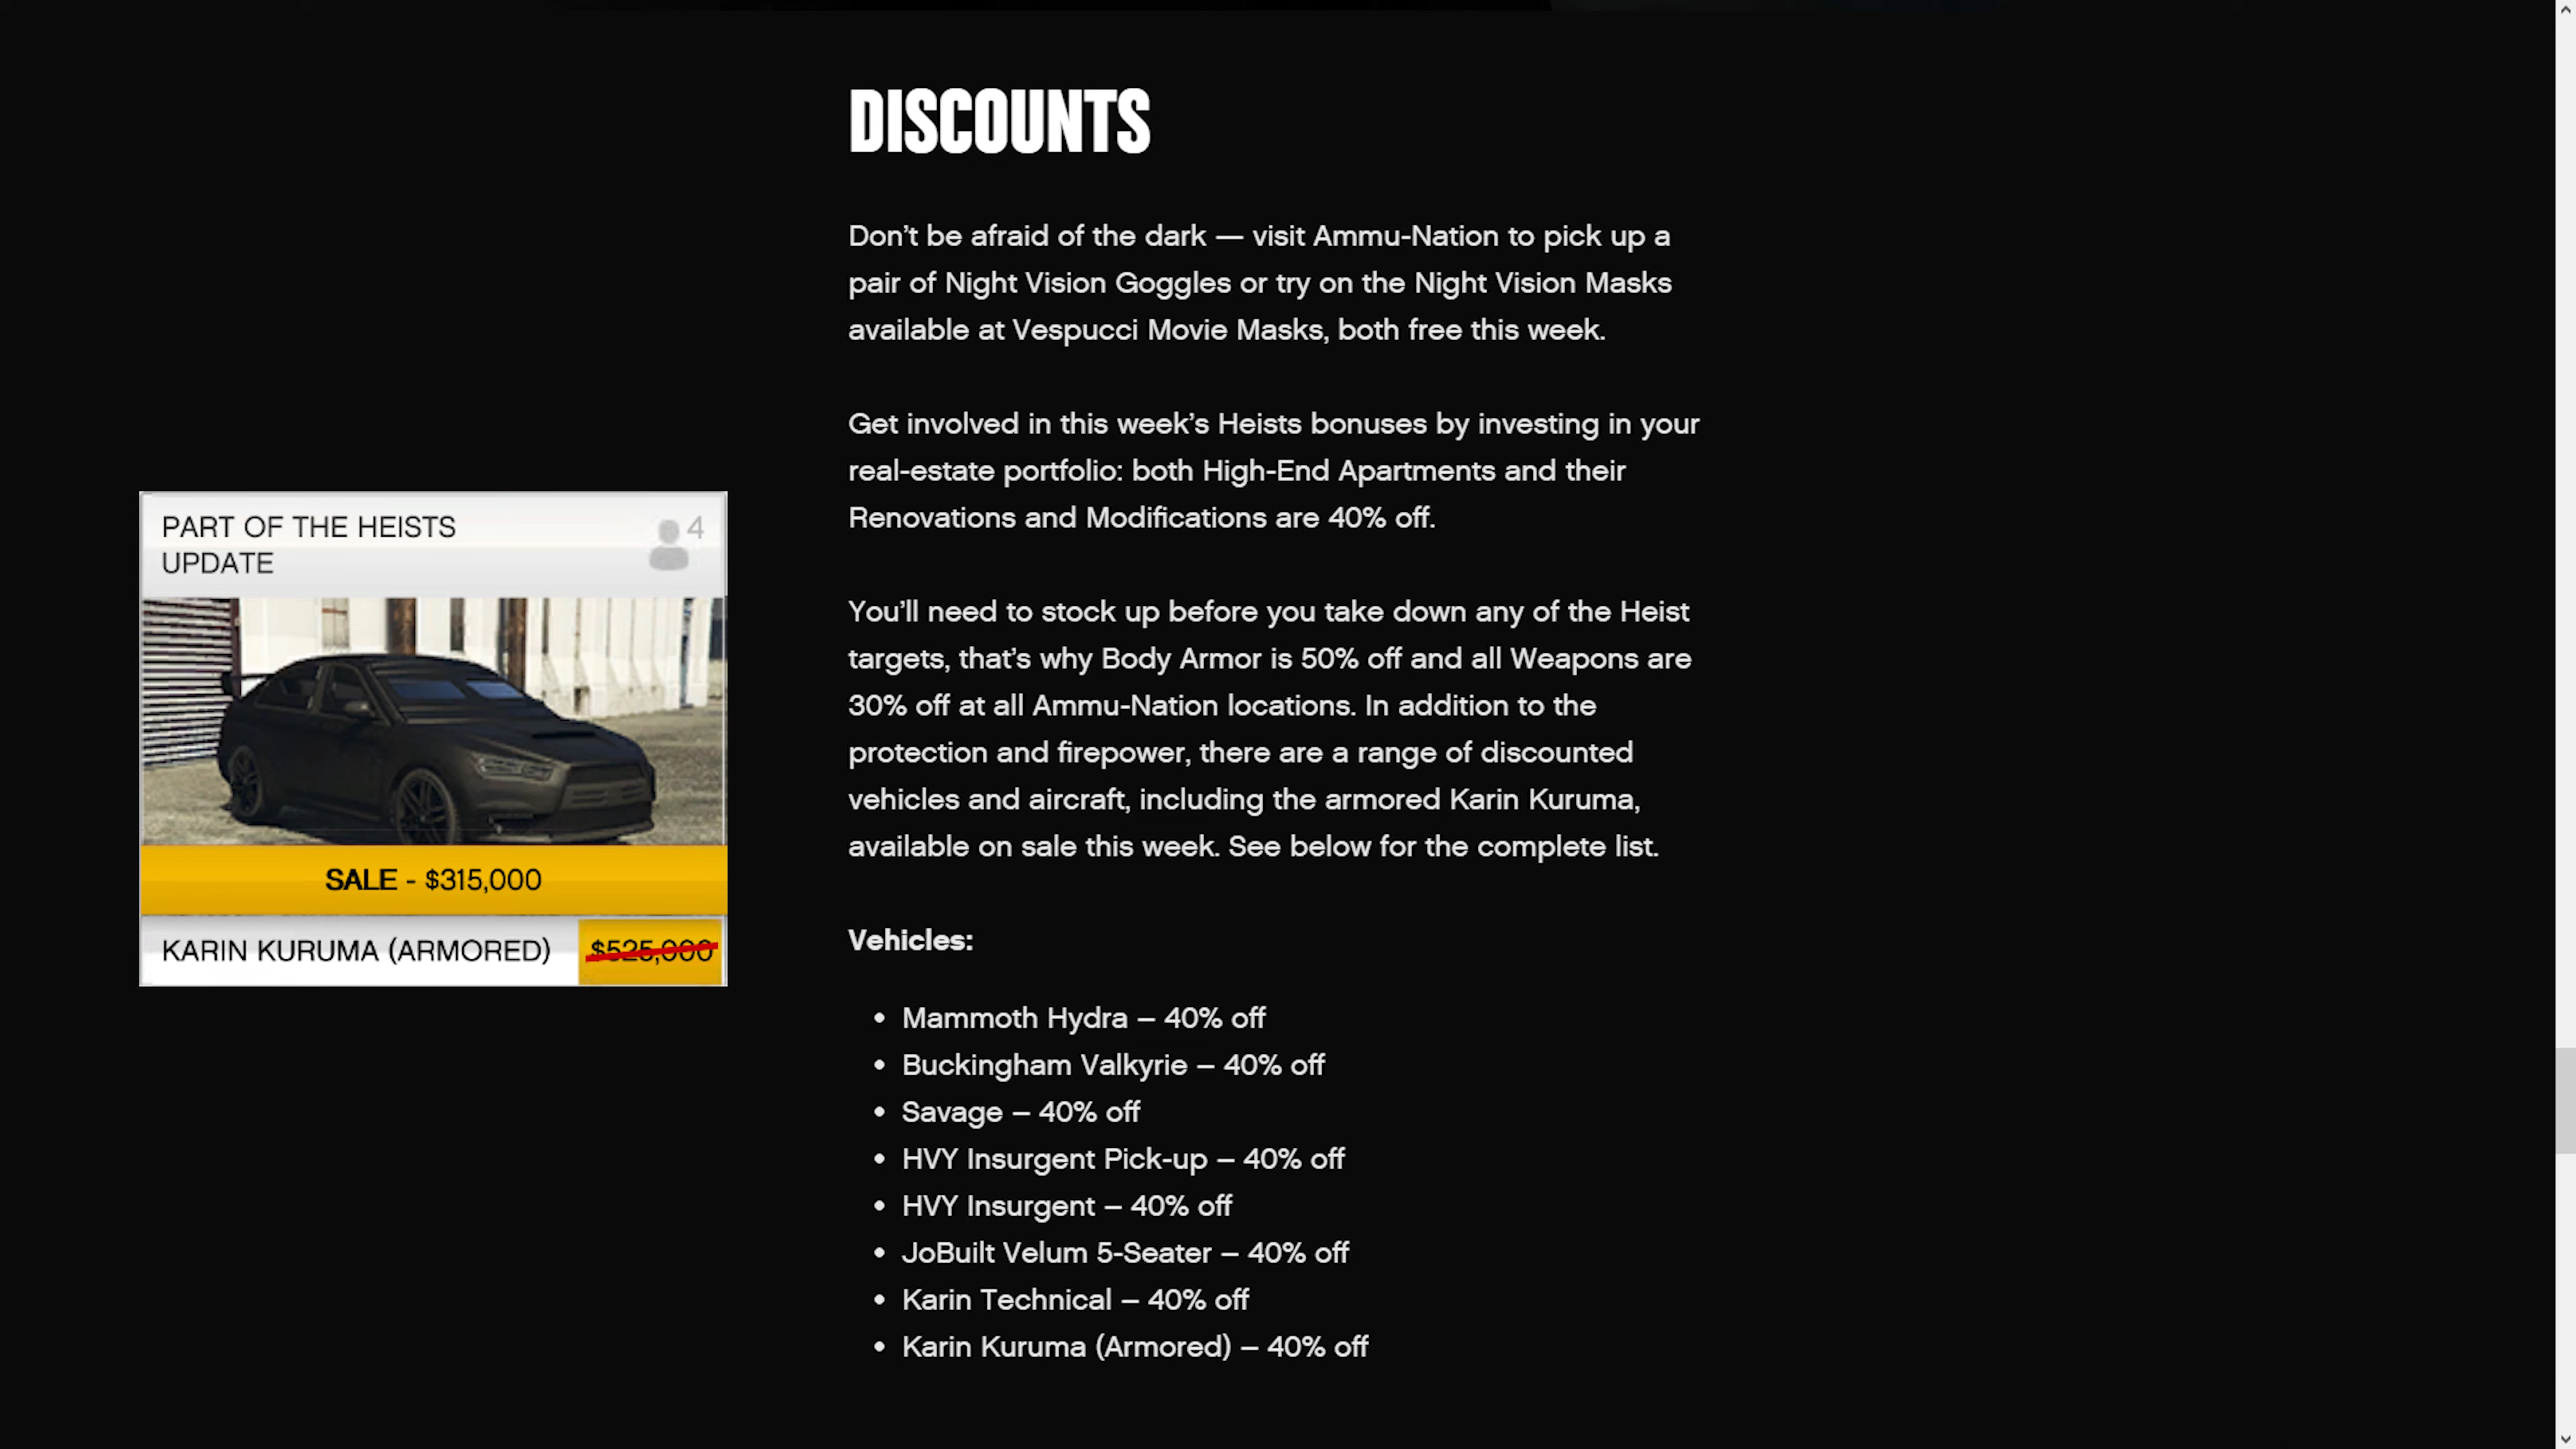 DISCOUNTS
Don’t be afraid of the dark — visit Ammu-Nation to pick up a
pair of Night Vision Goggles or try on the Night Vision Masks
available at Vespucci Movie Masks, both free this week.
Get involved in this week’s Heists bonuses by investing in your
real-estate portfolio: both High-End Apartments and their
Renovations and Modifications are 40% off.
PART OF THE HEISTS
UPDATE
4
SALE - $315,000
KARIN KURUMA (ARMORED)
$525,000
You’ll need to stock up before you take down any of the Heist
targets, that’s why Body Armor is 50% off and all Weapons are
30% off at all Ammu-Nation locations. In addition to the
protection and firepower, there are a range of discounted
vehicles and aircraft, including the armored Karin Kuruma,
available on sale this week. See below for the complete list.
Vehicles:
• Mammoth Hydra – 40% off
• Buckingham Valkyrie – 40% off
• Savage – 40% off
• HVY Insurgent Pick-up – 40% off
• HVY Insurgent – 40% off
• JoBuilt Velum 5-Seater – 40% off
• Karin Technical – 40% off
• Karin Kuruma (Armored) – 40% off